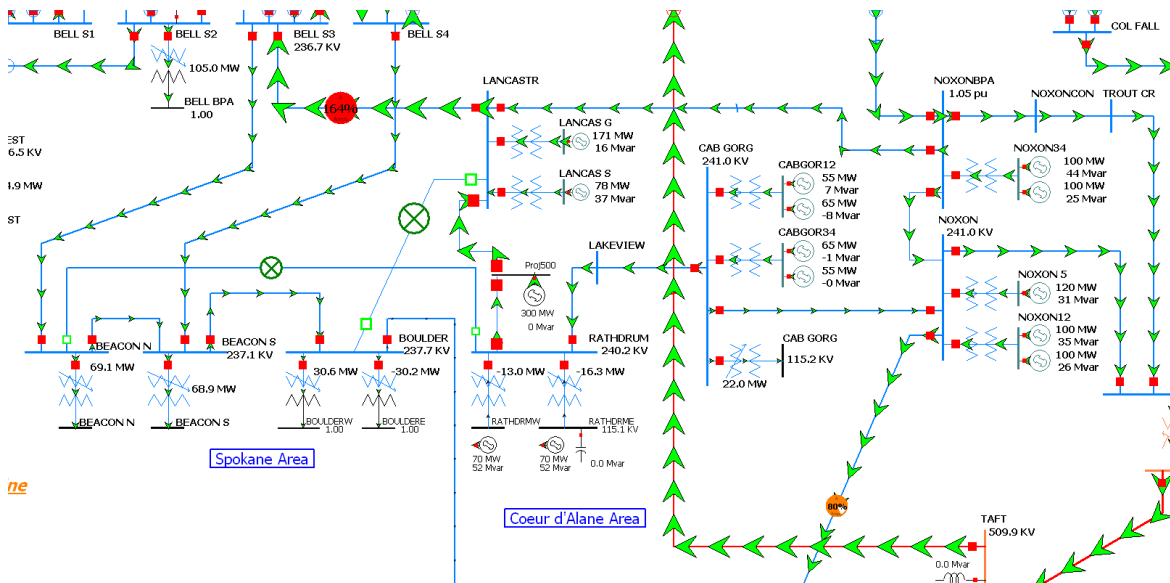 BELL S1
BELL S2
BELL S3
236.7 KV
BELL S4
105.0 MW
BELL BPA
1.00
EST
6.5 KV
4.9 MW
EST
164%
LANCASTR
LANCAS G
171 MW
16 Mvar
LANCAS S
78 MW
37 Mvar
CAB GORG
241.0 KV
CABGOR12
55 MW
7 Mvar
65 MW
-8 Mvar
CABGOR34
65 MW
-1 Mvar
55 MW
-0 Mvar
COL FALL
NOXONBPA
1.05 pu
NOXONCON
TROUT CR
NOXON34
100 MW
44 Mvar
100 MW
25 Mvar
NOXON
241.0 KV
NOXON 5
120 MW
31 Mvar
NOXON12
100 MW
35 Mvar
100 MW
26 Mvar
LAKEVIEW
Proj500
300 MW
0 Mvar
BEACON N
69.1 MW
BEACON S
237.1 KV
68.9 MW
BOULDER
237.7 KV
30.6 MW
-30.2 MW
RATHDRUM
240.2 KV
-13.0 MW
-16.3 MW
CAB GORG
115.2 KV
22.0 MW
BEACON N
BEACON S
BOULDERW
1.00
BOULDERE
1.00
RATHDRMW
70 MW
52 Mvar
RATHDRME
115.1 KV
70 MW
52 Mvar
0.0 Mvar
Spokane Area
ne
Coeur d'Alane Area
80%
TAFT
509.9 KV
0.0 Mvar